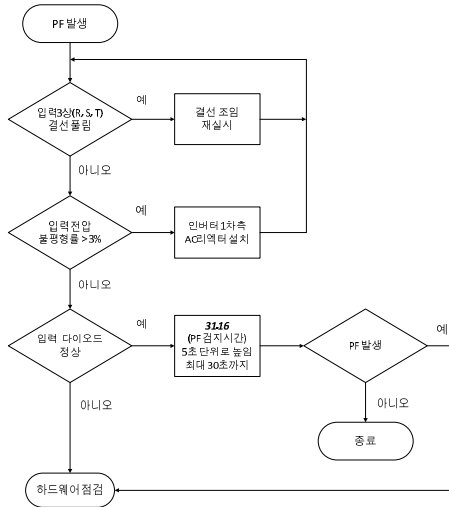 PF 발생
입력3상(R, S, T)
결선 풀림
예
결선 조임
재실시
아니오
입력전압
불평형률 >3%
예
인버터 1차측
AC리액터 설치
아니오
입력 다이오드
정상
예
31.16
(PF검지시간)
5초 단위로 높임
최대 30초까지
PF 발생
예
아니오
아니오
종료
하드웨어점검